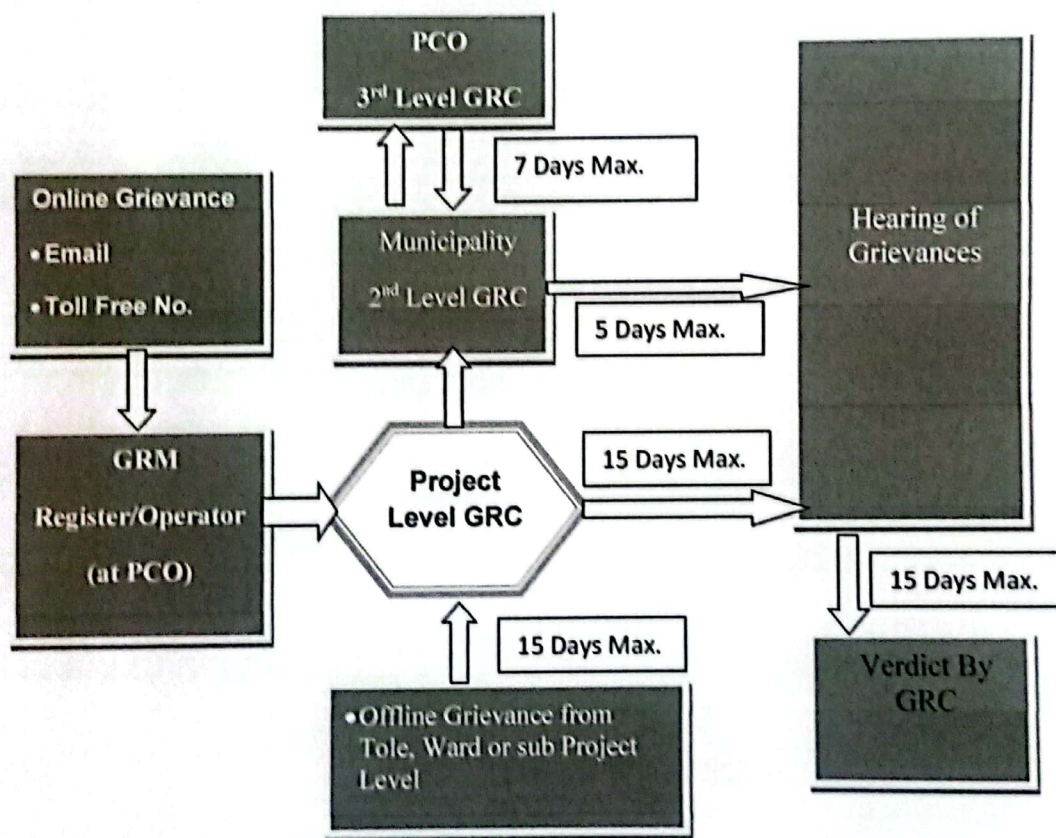 PCO
3rd Level GRC
7 Days Max.
Online Grievance
• Email
• Toll Free No.
Municipality
2nd Level GRC
Hearing of
Grievances
5 Days Max.
GRM
Register/Operator
(at PCO)
Project
Level GRC
15 Days Max.
15 Days Max.
15 Days Max.
• Offline Grievance from
Tole, Ward or sub Project
Level
Verdict By
GRC